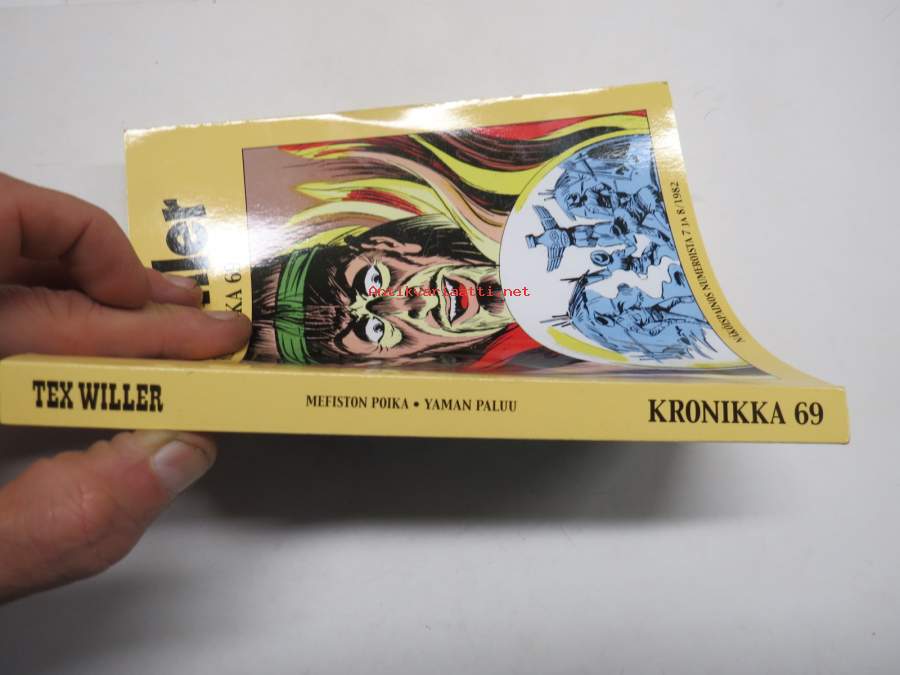 TEX WILLER
MEFISTON POIKA • YAMAN PALUU
KRONIKKA 69
ller
KA 6
NÄKÖISPAINOS NUMEROISTA 7 JA 8/1982
Antikvariaatti.net